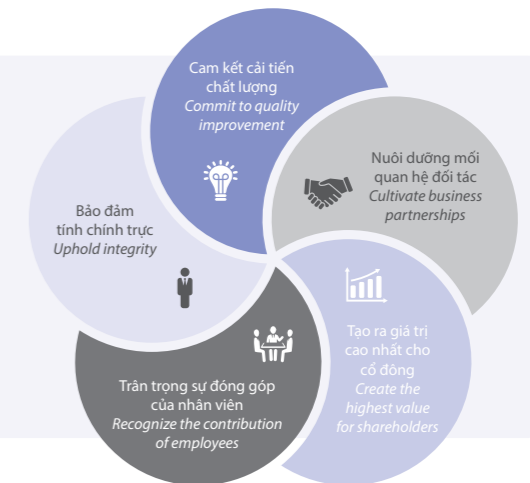 Cam kết cải tiến
chất lượng
Commit to quality
improvement
Nuôi dưỡng mối
quan hệ đối tác
Cultivate business
partnerships
Tạo ra giá trị
cao nhất cho
cổ đông
Create the
highest value
for shareholders
Trân trọng sự đóng góp
của nhân viên
Recognize the contribution
of employees
Bảo đảm
tính chính trực
Uphold integrity